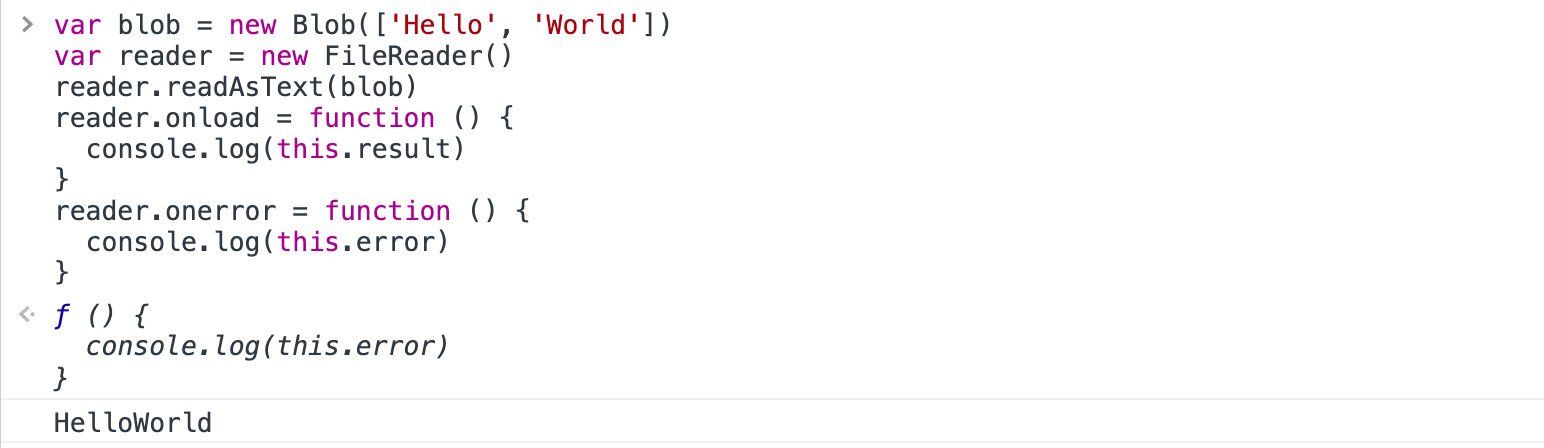 > var blob = new Blob(['Hello', 'World'])
var reader = new FileReader()
reader.readAsText(blob)
reader.onload = function () {
  console.log(this.result)
}
reader.onerror = function () {
  console.log(this.error)
}
ƒ () {
  console.log(this.error)
}
HelloWorld